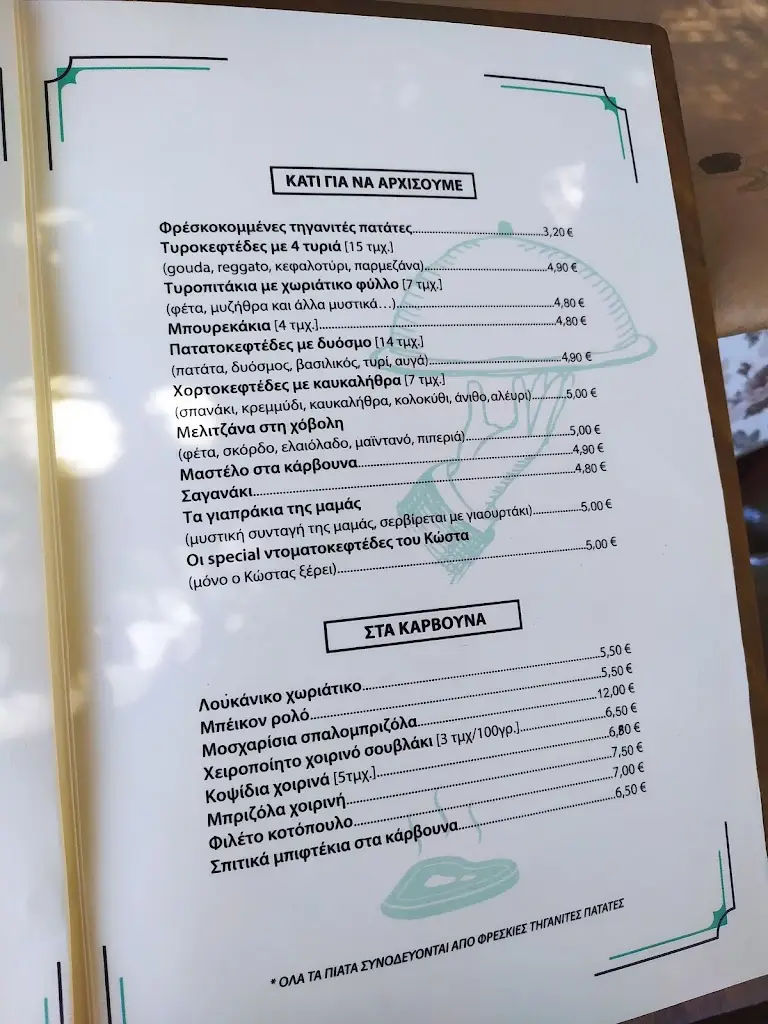 ΚΑΤΙ ΓΙΑ ΝΑ ΑΡΧΙΣΟΥΜΕ
Φρέσκοκομμένες τηγανιτές πατάτες 3,20 €
Τυροκεφτέδες με 4 τυριά [15 τμχ.]
(gouda, reggato, κεφαλοτύρι, παρμεζάνα) 4,90 €
Τυροπιτάκια με χωριάτικο φύλλο [7 τμχ.]
(φέτα, μυζήθρα και άλλα μυστικά...) 4,80 €
Μπουρεκάκια [4 τμχ.] 4,80 €
Πατατοκεφτέδες με δυόσμο [14 τμχ.]
(πατάτα, δυόσμος, βασιλικός, τυρί, αυγά) 4,90 €
Χορτοκεφτέδες με καυκαλήθρα [7 τμχ.]
(σπανάκι, κρεμμύδι, καυκαλήθρα, κολοκύθι, άνιθο, αλέυρι) 5,00 €
Μελιτζάνα στη χόβολη
(φέτα, σκόρδο, ελαιόλαδο, μαϊντανό, πιπεριά) 5,00 €
Μαστέλο στα κάρβουνα 4,90 €
Σαγανάκι 4,80 €
Τα γιαπράκια της μαμάς
(μυστική συνταγή της μαμάς, σερβίρεται με γιαουρτάκι) 5,00 €
Οι special ντοματοκεφτέδες του Κώστα
(μόνο ο Κώστας ξέρει) 5,00 €
ΣΤΑ ΚΑΡΒΟΥΝΑ
Λουκάνικο χωριάτικο 5,50 €
Μπέικον ρολό 5,50 €
Μοσχαρίσια σπαλομπριζόλα 12,00 €
Χειροποίητο χοιρινό σουβλάκι [3 τμχ/100γρ.] 6,50 €
Κοψίδια χοιρινά [5τμχ.] 6,80 €
Μπριζόλα χοιρινή 7,50 €
Φιλέτο κοτόπουλο 7,00 €
Σπιτικά μπιφτέκια στα κάρβουνα 6,50 €
* ΟΛΑ ΤΑ ΠΙΑΤΑ ΣΥΝΟΔΕΥΟΝΤΑΙ ΑΠΟ ΦΡΕΣΚΙΕΣ ΤΗΓΑΝΙΤΕΣ ΠΑΤΑΤΕΣ